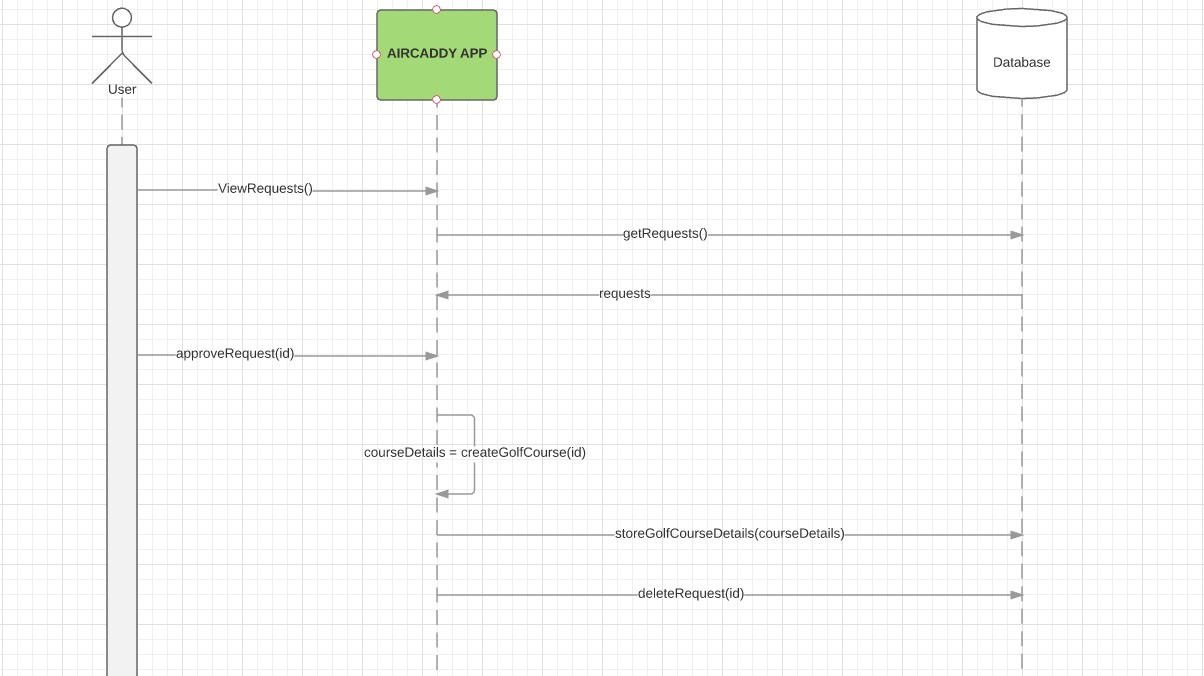 User
AIRCADDY APP
Database
ViewRequests()
getRequests()
requests
approveRequest(id)
courseDetails = createGolfCourse(id)
storeGolfCourseDetails(courseDetails)
deleteRequest(id)